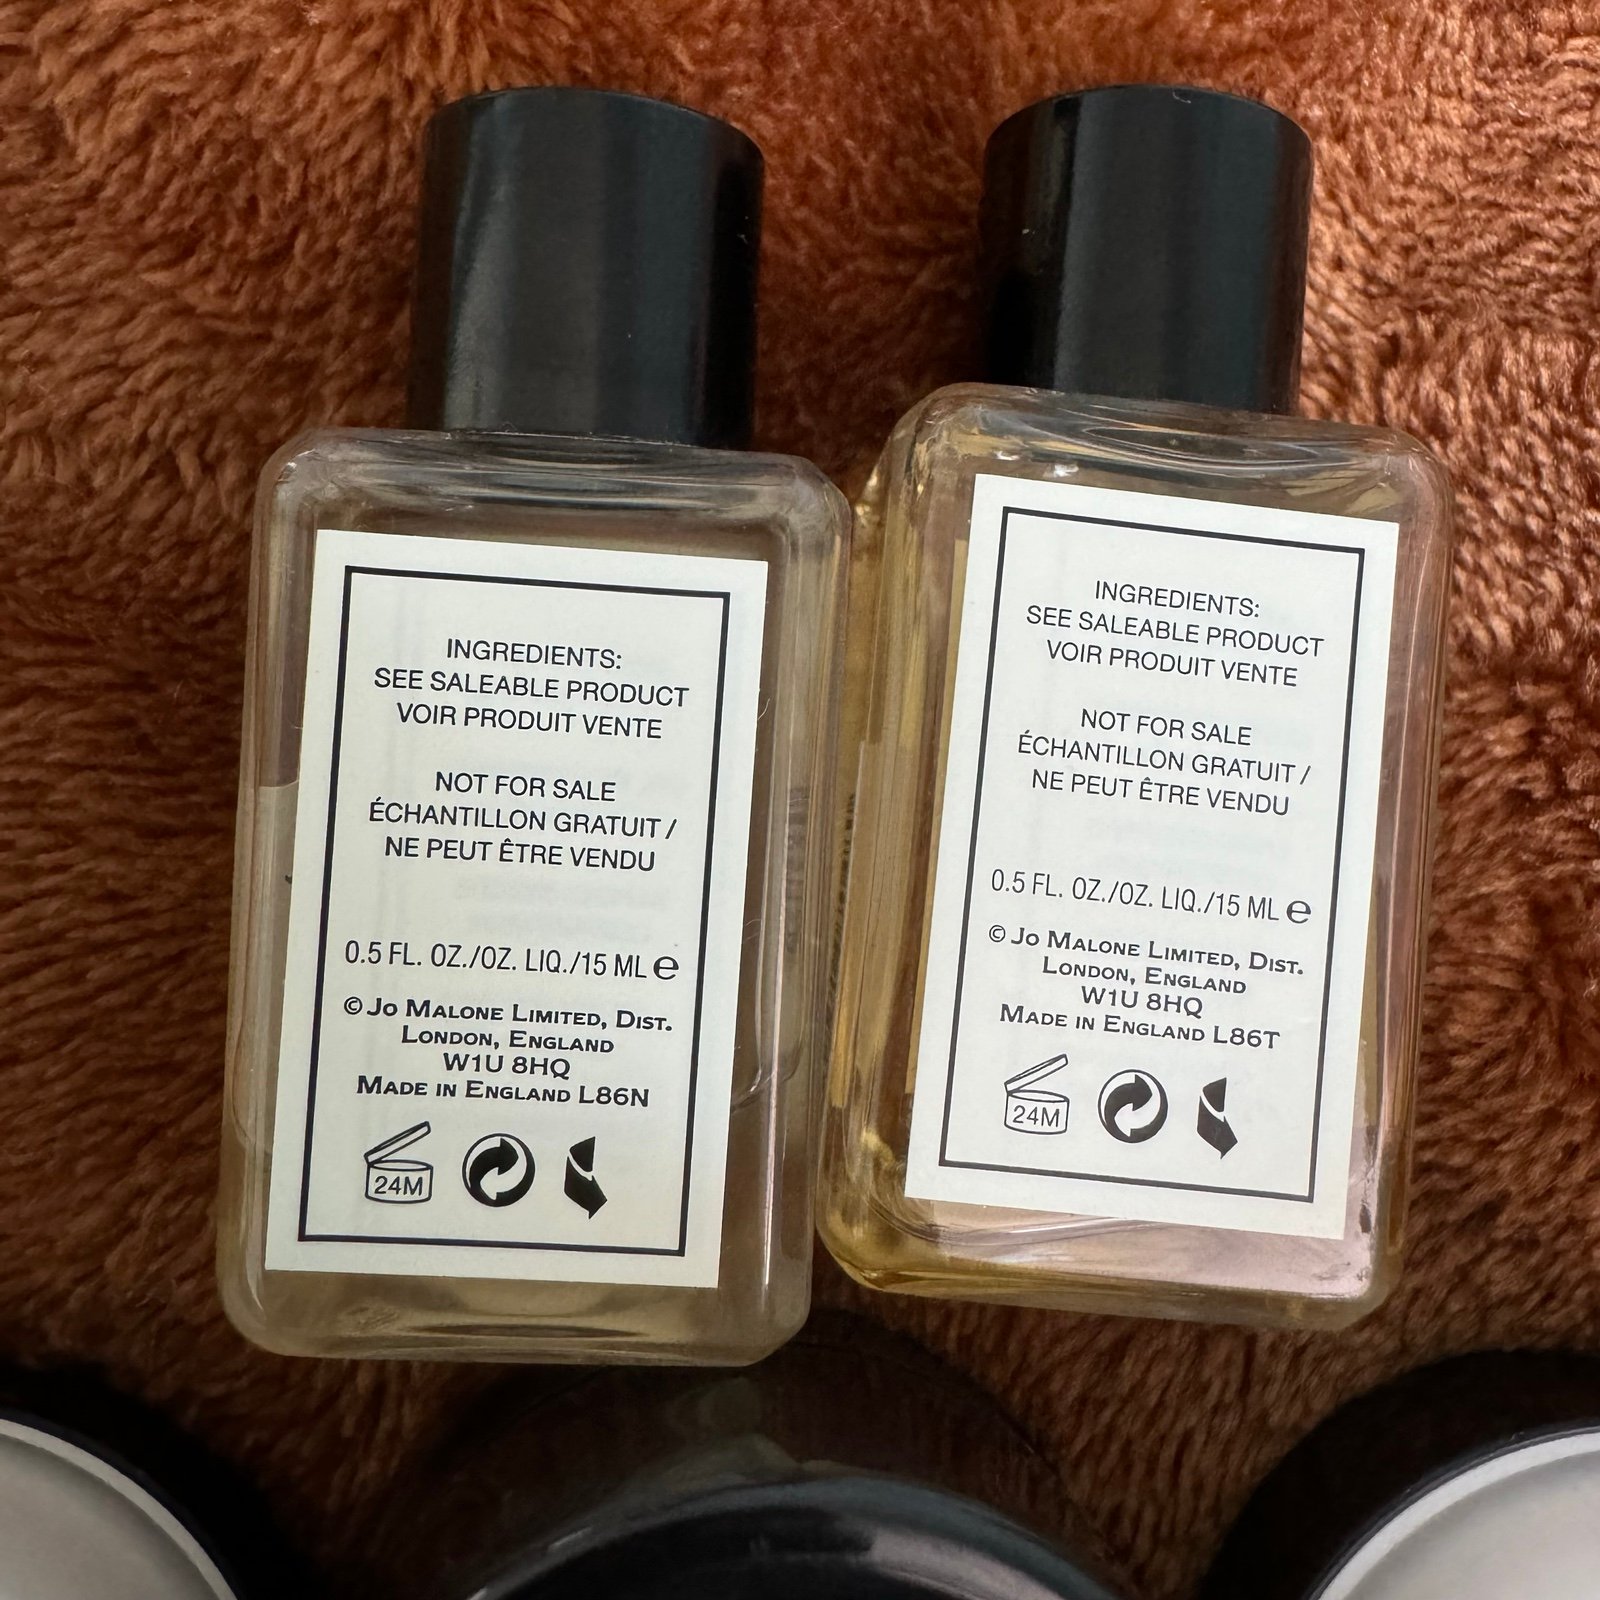 INGREDIENTS:
SEE SALEABLE PRODUCT
VOIR PRODUIT VENTE
NOT FOR SALE
ÉCHANTILLON GRATUIT /
NE PEUT ÊTRE VENDU
0.5 FL. OZ./OZ. LIQ./15 ML e
© Jo Malone Limited, Dist.
London, England
W1U 8HQ
Made in England L86N
24M
INGREDIENTS:
SEE SALEABLE PRODUCT
VOIR PRODUIT VENTE
NOT FOR SALE
ÉCHANTILLON GRATUIT /
NE PEUT ÊTRE VENDU
0.5 FL. OZ./OZ. LIQ./15 ML e
© Jo Malone Limited, Dist.
London, England
W1U 8HQ
Made in England L86T
24M